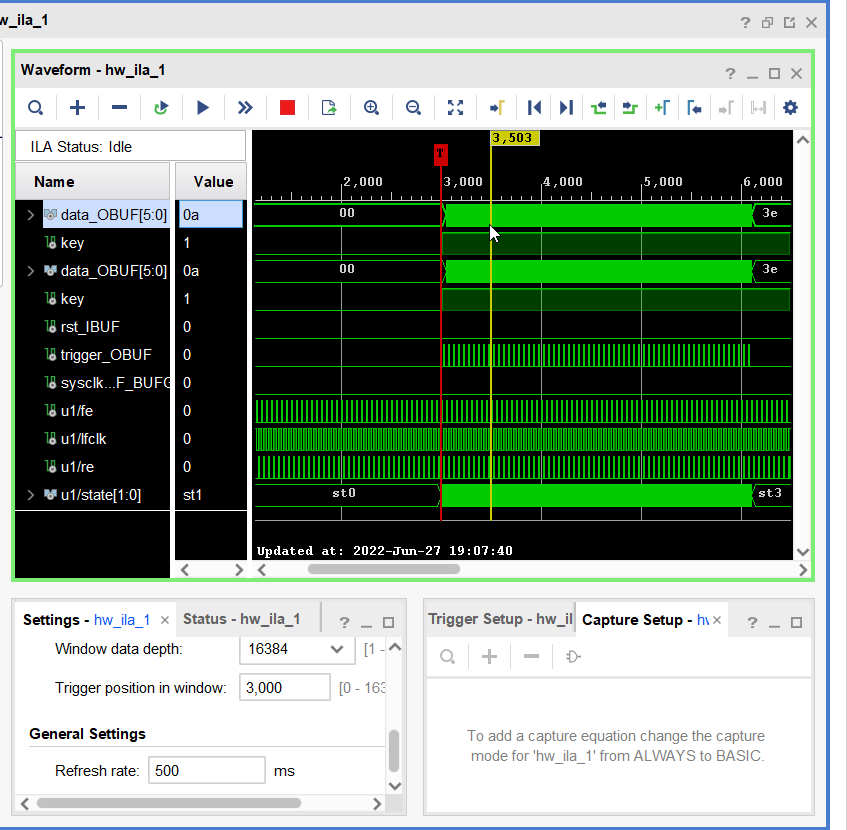 w_ila_1
Waveform - hw_ila_1
ILA Status: Idle
Name Value
3,503
T
2,000 3,000 4,000 5,000 6,000
data_OBUF[5:0] 0a 00 3e
key 1
data_OBUF[5:0] 0a 00 3e
key 1
rst_IBUF 0
trigger_OBUF 0
sysclk...F_BUFG 0
u1/fe 0
u1/lfclk 0
u1/re 0
u1/state[1:0] st1 st0 st3
Updated at: 2022-Jun-27 19:07:40
Settings - hw_ila_1 Status - hw_ila_1
Window data depth: 16384 [1 -
Trigger position in window: 3,000 [0 - 163
General Settings
Refresh rate: 500 ms
Trigger Setup - hw_il Capture Setup - hw
To add a capture equation change the capture
mode for 'hw_ila_1' from ALWAYS to BASIC.